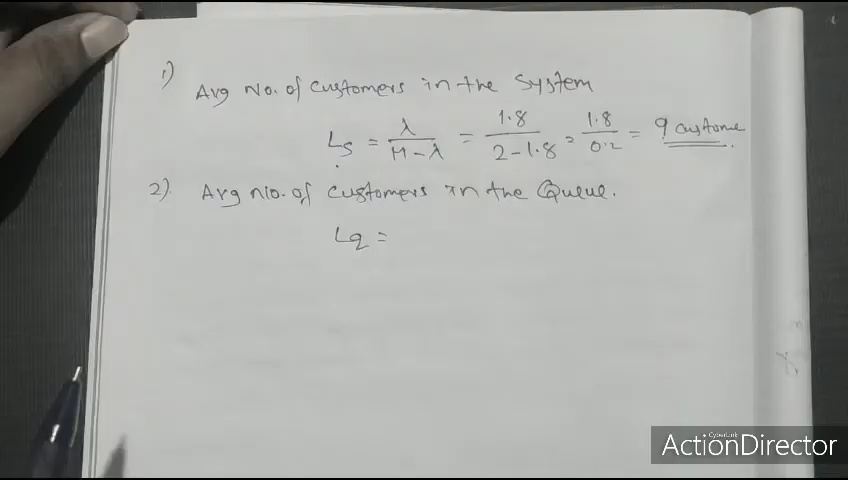 1) Avg No. of customers in the System
Ls = λ / M - λ = 1.8 / 2 - 1.8 = 1.8 / 0.2 = 9 custome
2) Avg no. of customers in the Queue.
Lq =
CyberLink
ActionDirector